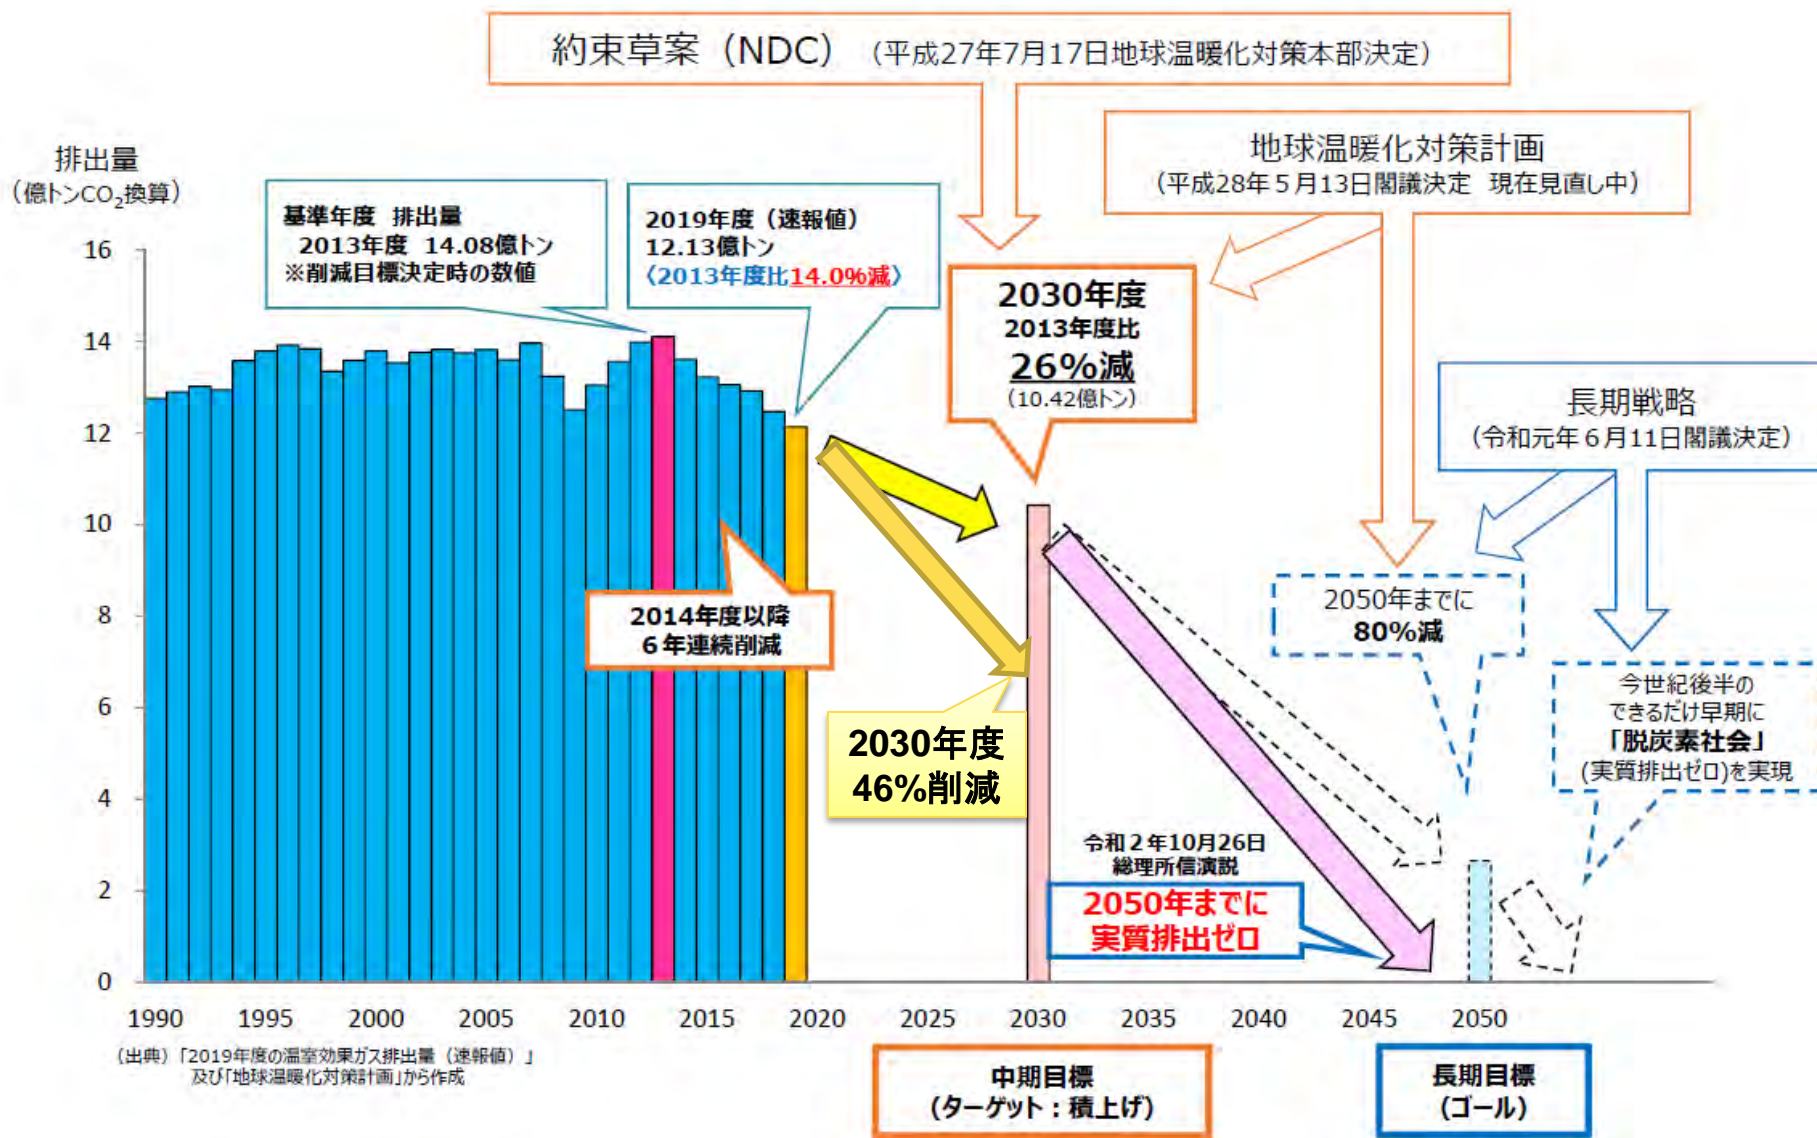 約束草案（NDC）（平成27年7月17日地球温暖化対策本部決定）
地球温暖化対策計画
（平成28年５月13日閣議決定　現在見直し中）
排出量
（億トンCO₂換算）
基準年度　排出量
2013年度　14.08億トン
※削減目標決定時の数値
2019年度（速報値）
12.13億トン
〈2013年度比14.0%減〉
2030年度
2013年度比
26%減
（10.42億トン）
長期戦略
（令和元年６月11日閣議決定）
16
14
12
10
8
6
4
2
0
2014年度以降
６年連続削減
2030年度
46%削減
2050年までに
80%減
今世紀後半の
できるだけ早期に
「脱炭素社会」
(実質排出ゼロ)を実現
令和２年10月26日
総理所信演説
2050年までに
実質排出ゼロ
1990 1995 2000 2005 2010 2015 2020 2025 2030 2035 2040 2045 2050
（出典）「2019年度の温室効果ガス排出量（速報値）」
及び「地球温暖化対策計画」から作成
中期目標
（ターゲット：積上げ）
長期目標
（ゴール）